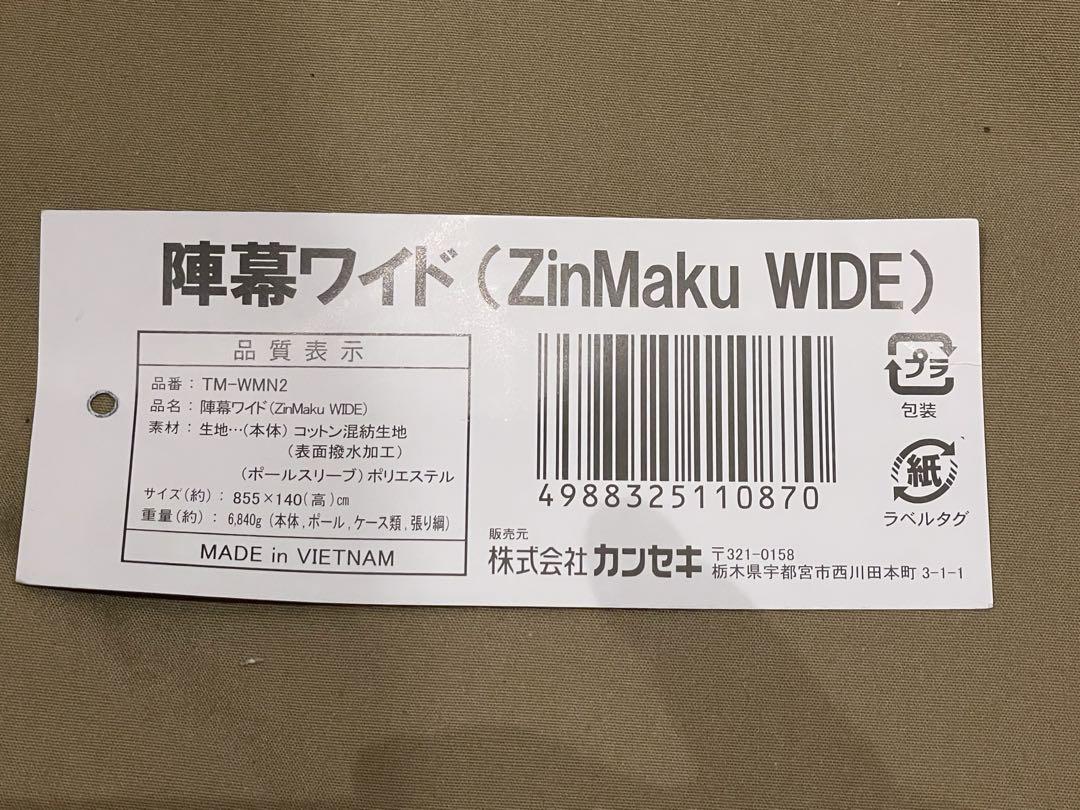 陣幕ワイド(ZinMaku WIDE)
品質表示
品番：TM-WMN2
品名：陣幕ワイド(ZinMaku WIDE)
素材：生地…(本体) コットン混紡生地
(表面撥水加工)
(ポールスリーブ) ポリエステル
サイズ(約)：855×140(高)㎝
重量(約)：6,840g (本体,ポール,ケース類,張り綱)
MADE in VIETNAM
4988325110870
プラ
包装
紙
ラベルタグ
販売元
株式会社 カンセキ
〒321-0158
栃木県宇都宮市西川田本町 3-1-1